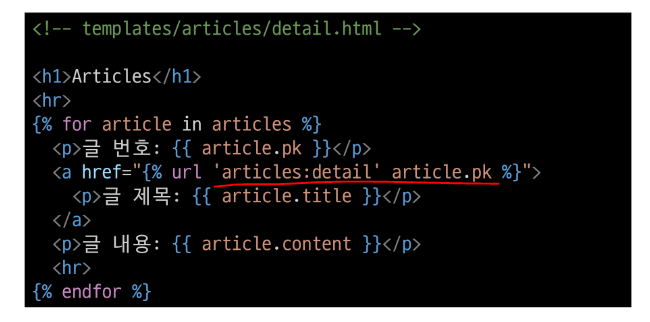 <!-- templates/articles/detail.html -->
<h1>Articles</h1>
<hr>
{% for article in articles %}
<p>글 번호: {{ article.pk }}</p>
<a href="{% url 'articles:detail' article.pk %}">
<p>글 제목: {{ article.title }}</p>
</a>
<p>글 내용: {{ article.content }}</p>
<hr>
{% endfor %}